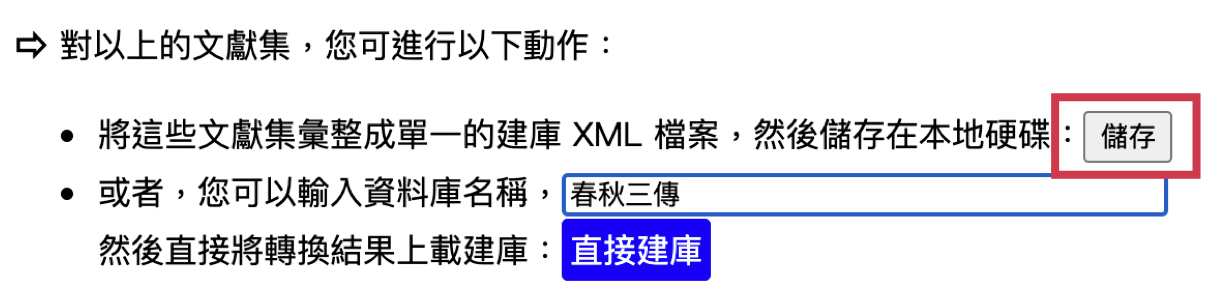 ⇨ 對以上的文獻集，您可進行以下動作：
• 將這些文獻集彙整成單一的建庫 XML 檔案，然後儲存在本地硬碟： 儲存
• 或者，您可以輸入資料庫名稱， 春秋三傳
然後直接將轉換結果上載建庫： 直接建庫